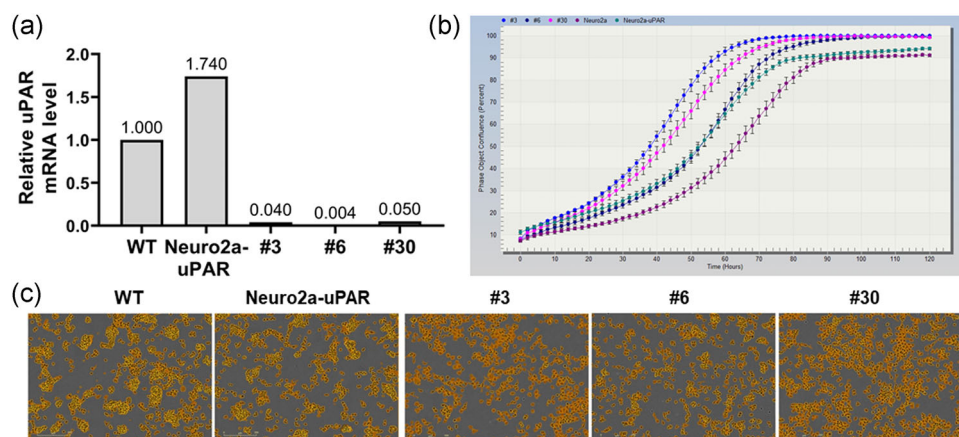 (a)
Relative uPAR
mRNA level
2.0
1.5
1.0
0.5
0.0
1.000
1.740
0.040
0.004
0.050
WT
Neuro2a-
uPAR
#3
#6
#30
(b)
#3 #6 #30 Neuro2a Neuro2a-uPAR
Phase Object Confluence (Percent)
100
90
80
70
60
50
40
30
20
10
0 10 20 30 40 50 60 70 80 90 100 110 120
Time (Hours)
(c)
WT Neuro2a-uPAR #3 #6 #30